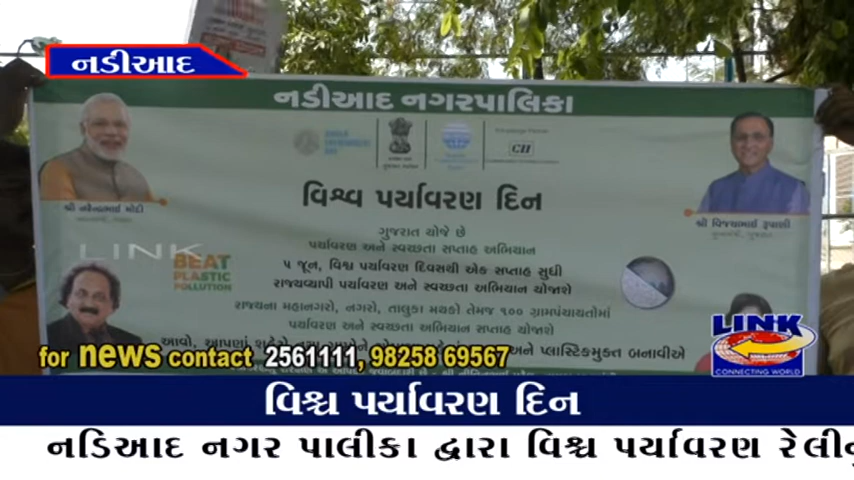 નડીઆદ
નડીઆદ નગરપાલિકા
CII
વિશ્વ પર્યાવરણ દિન
શ્રી નરેન્દ્રભાઈ મોદી
શ્રી વિજયભાઈ રૂપાણી
ગુજરાત યોજે છે
પર્યાવરણ અને સ્વચ્છતા સપ્તાહ અભિયાન
LINK
BEAT
PLASTIC
POLLUTION
૫ જૂન, વિશ્વ પર્યાવરણ દિવસથી એક સપ્તાહ સુધી
રાજ્યવ્યાપી પર્યાવરણ અને સ્વચ્છતા અભિયાન યોજાશે
રાજ્યના મહાનગરો, નગરો, તાલુકા મથકો તેમજ ૧૦૦ ગ્રામપંચાયતોમાં
પર્યાવરણ અને સ્વચ્છતા અભિયાન સપ્તાહ યોજાશે
આવો, આપણાં શહેરો અને પ્લાસ્ટિકમુક્ત બનાવીએ
for news contact 2561111, 98258 69567
LINK
CONNECTING WORLD
વિશ્ચ પર્યાવરણ દિન
નડિઆદ નગર પાલીકા દ્વારા વિશ્ચ પર્યાવરણ રેલીનુ